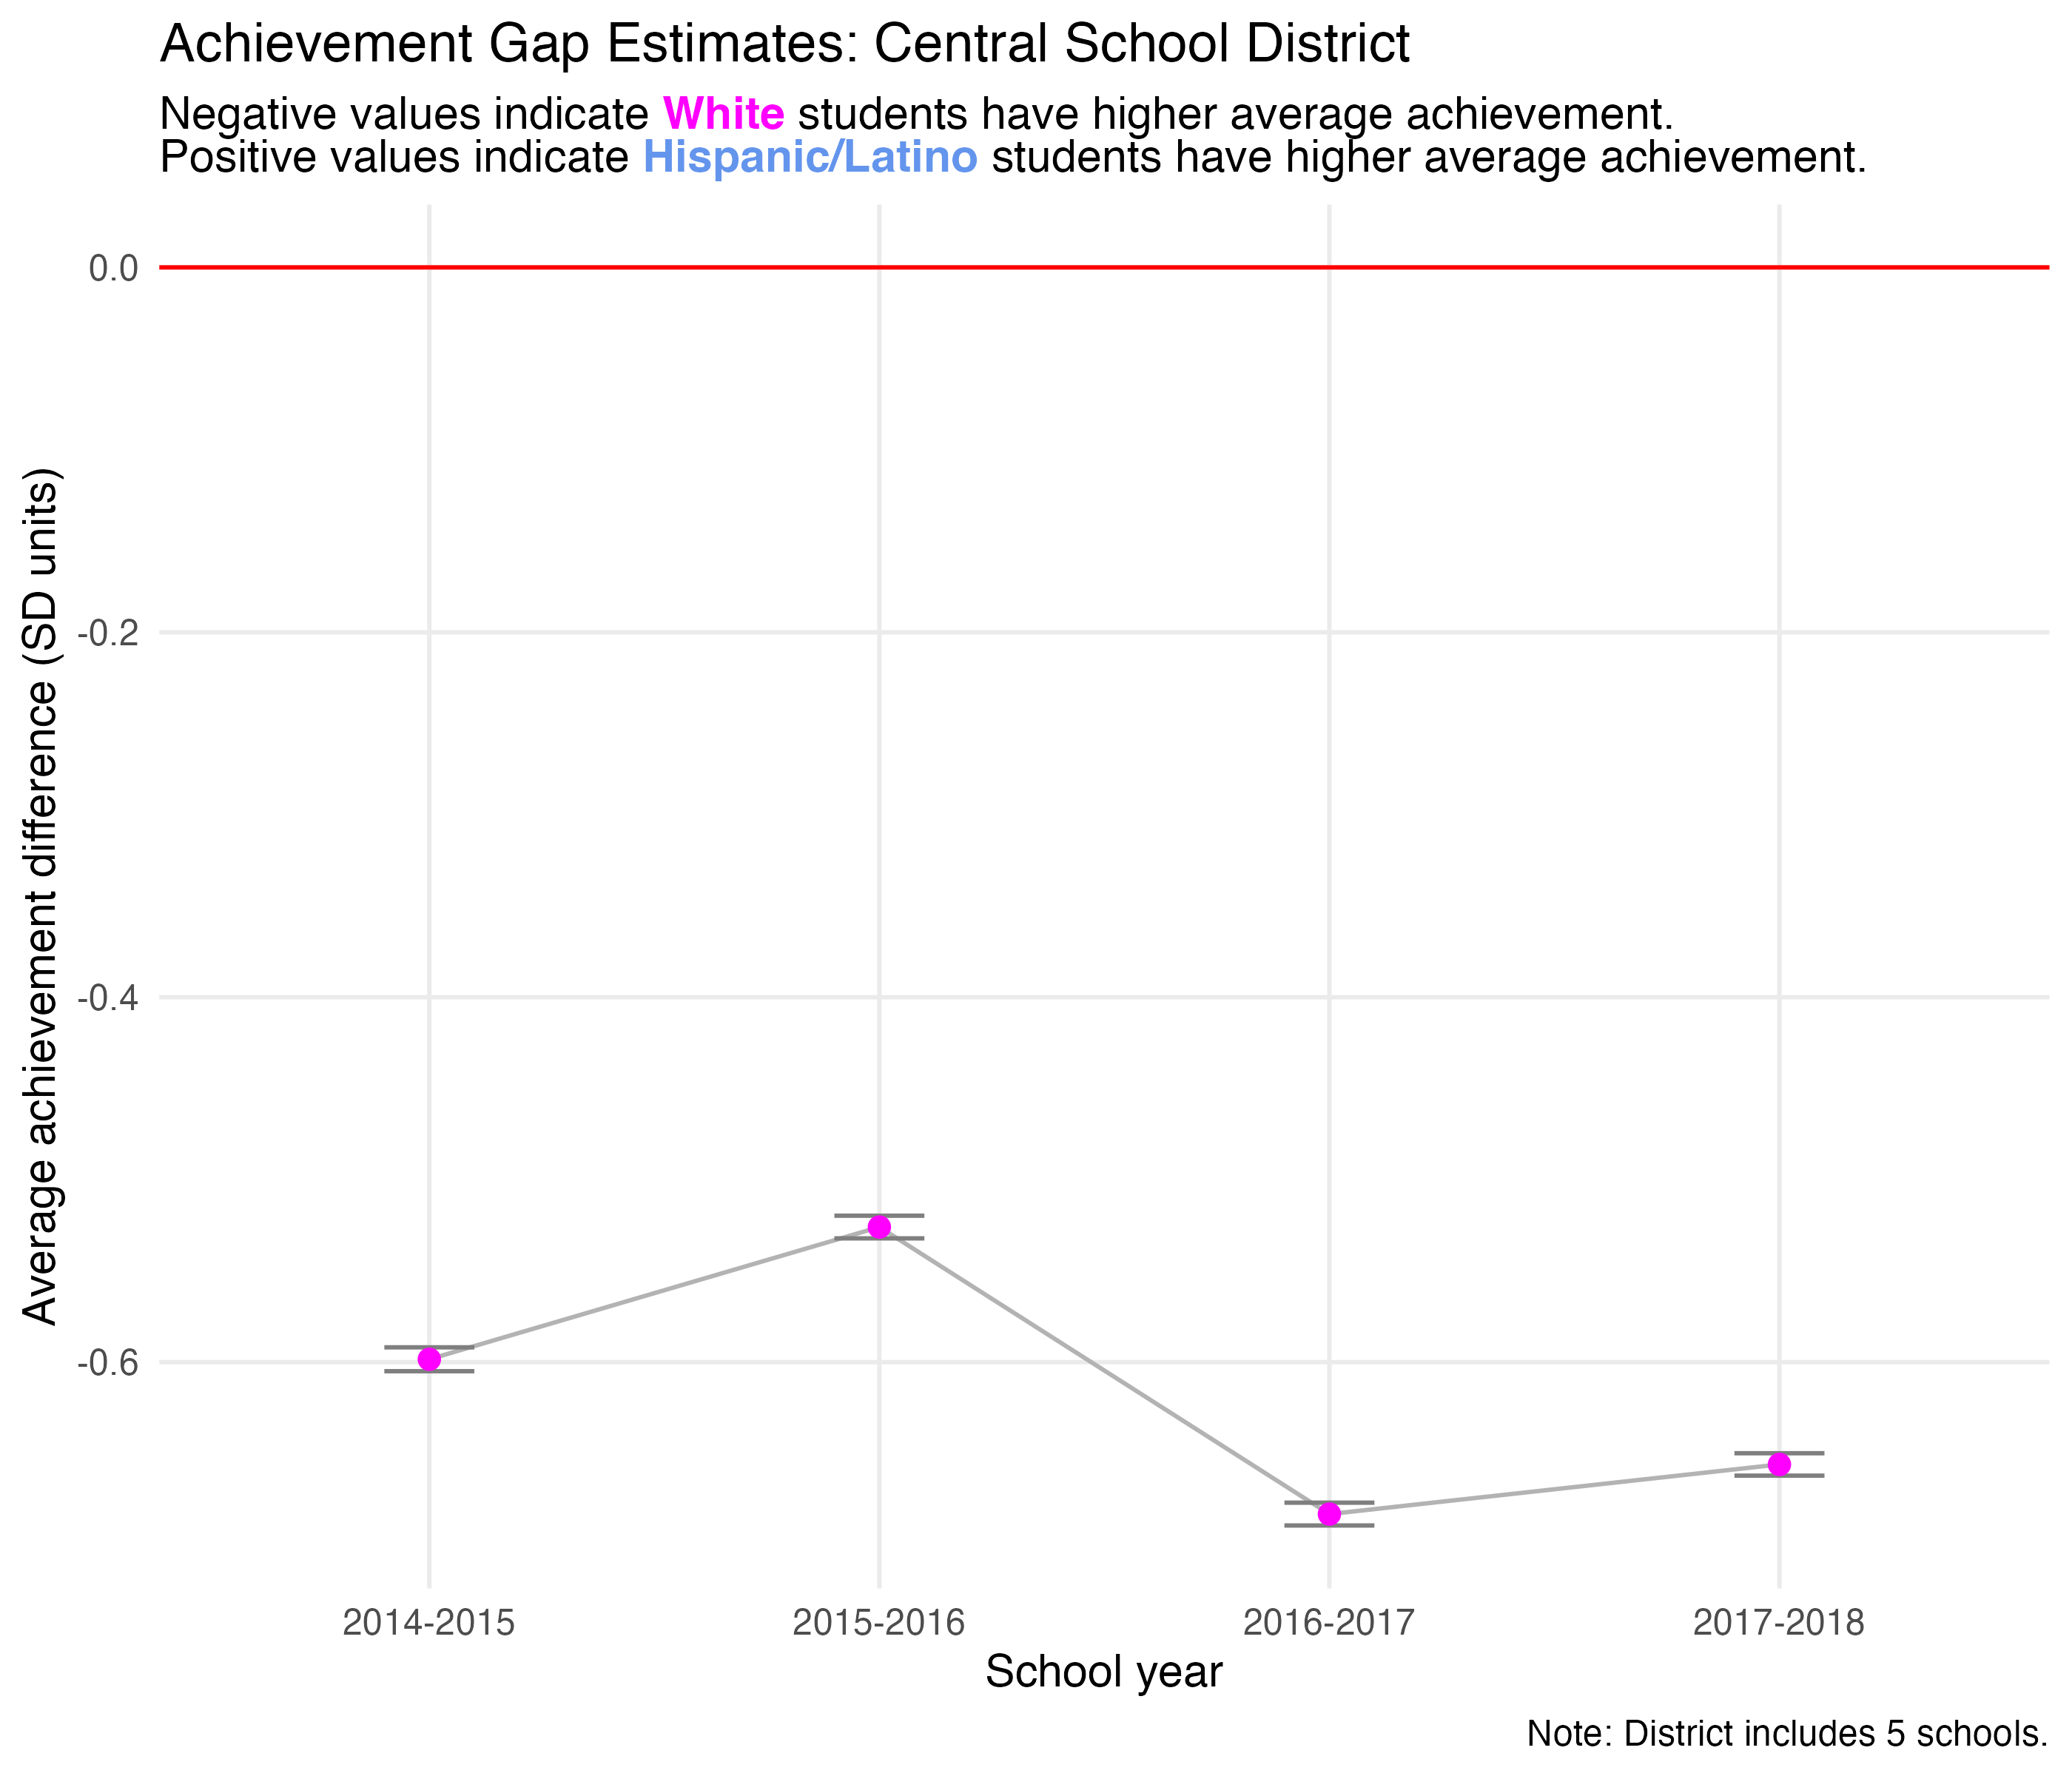 Achievement Gap Estimates: Central School District
Negative values indicate White students have higher average achievement.
Positive values indicate Hispanic/Latino students have higher average achievement.
Average achievement difference (SD units)
0.0
-0.2
-0.4
-0.6
2014-2015
2015-2016
2016-2017
2017-2018
School year
Note: District includes 5 schools.